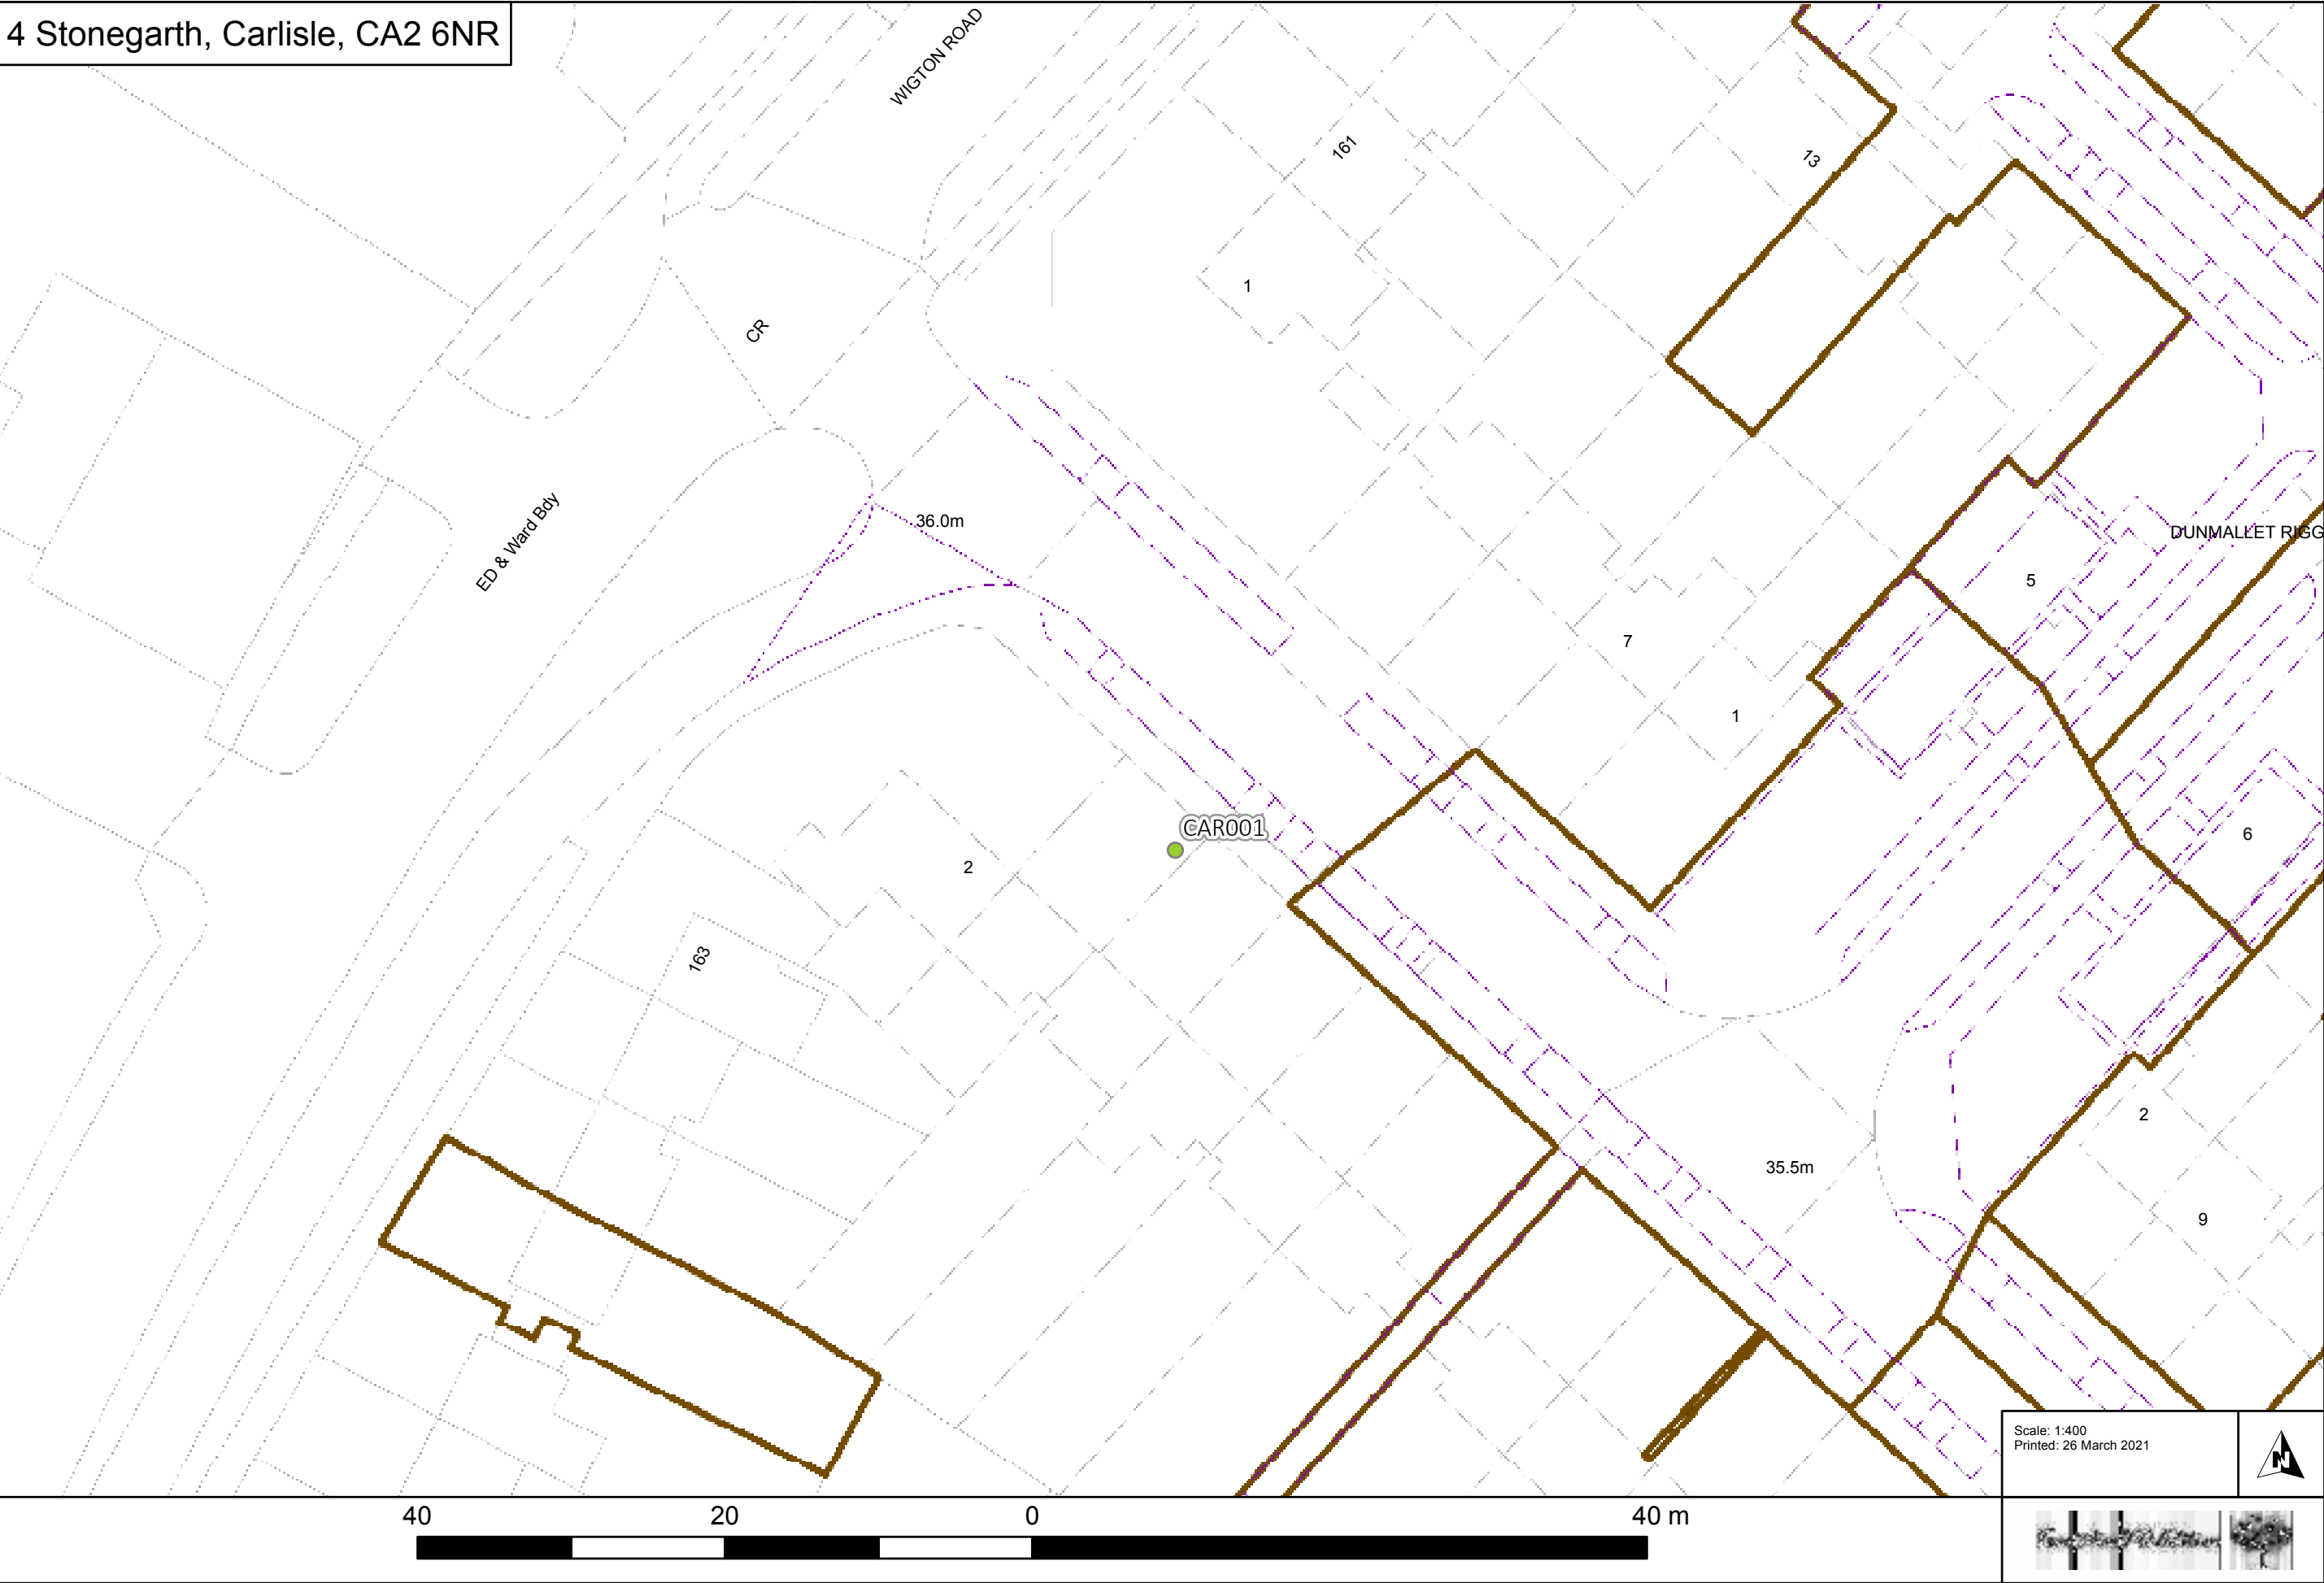 4 Stonegarth, Carlisle, CA2 6NR
WIGTON ROAD
161
13
1
CR
36.0m
ED & Ward Bdy
DUNMALLET RIGG
5
7
1
CAR001
2
6
163
2
35.5m
9
Scale: 1:400
Printed: 26 March 2021
N
40
20
0
40 m